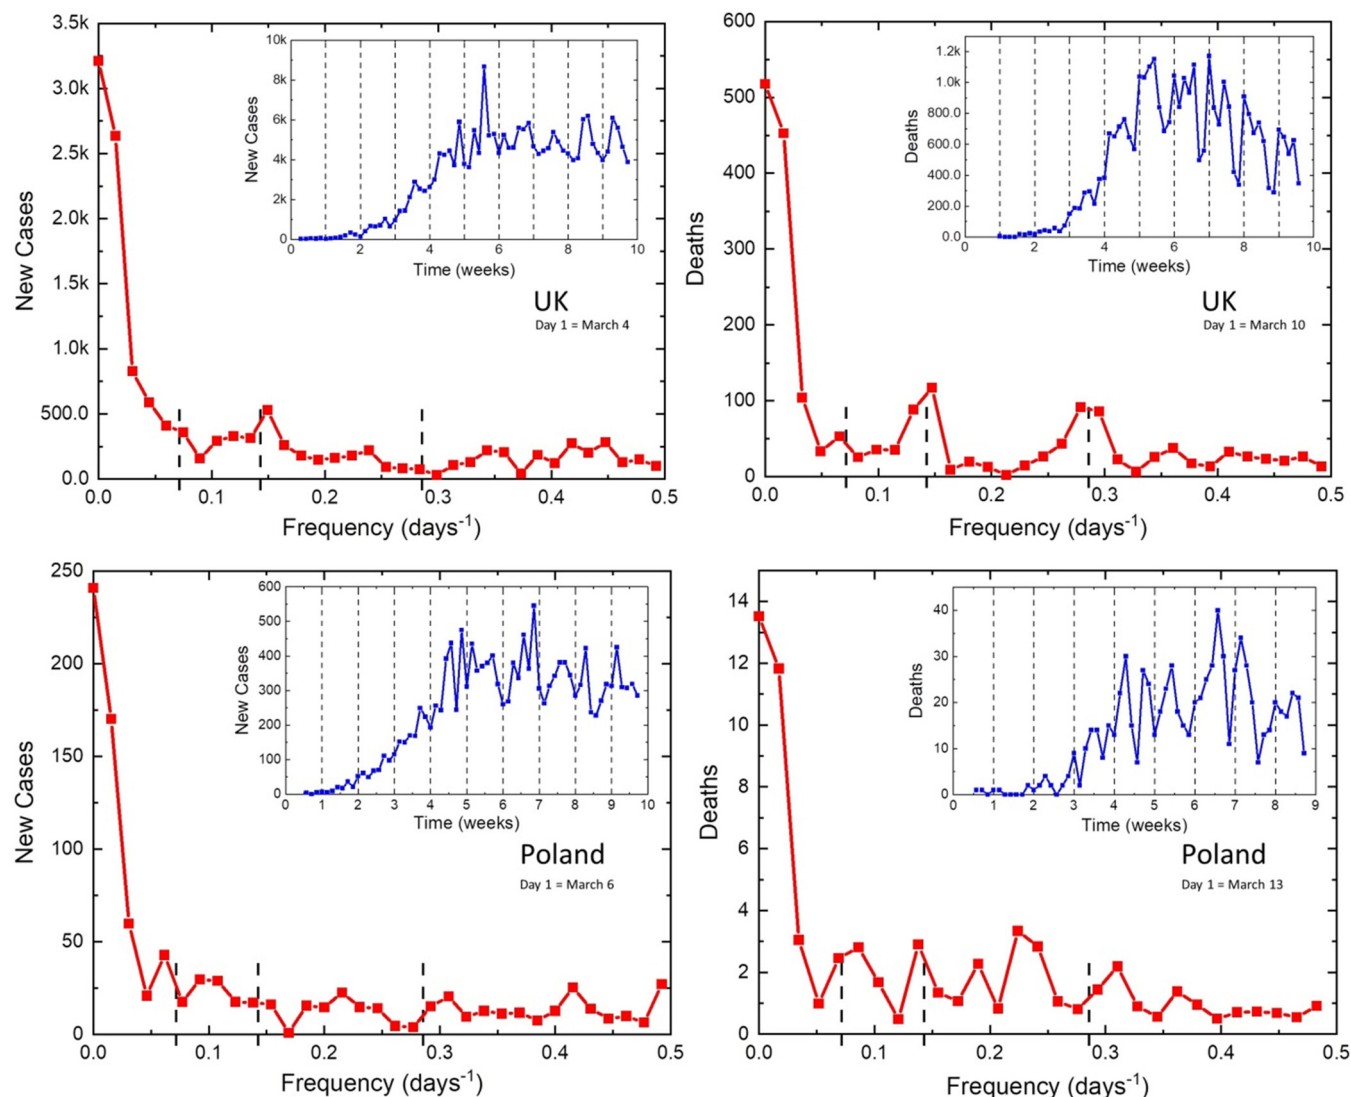 3.5k
3.0k
2.5k
2.0k
1.5k
1.0k
500.0
0.0
New Cases
0.0 0.1 0.2 0.3 0.4 0.5
Frequency (days-1)
10k
8k
6k
4k
2k
0
New Cases
0 2 4 6 8 10
Time (weeks)
UK
Day 1 = March 4
600
500
400
300
200
100
0
Deaths
0.0 0.1 0.2 0.3 0.4 0.5
Frequency (days-1)
1.2k
1.0k
800.0
600.0
400.0
200.0
0.0
Deaths
0 2 4 6 8 10
Time (weeks)
UK
Day 1 = March 10
250
200
150
100
50
0
New Cases
0.0 0.1 0.2 0.3 0.4 0.5
Frequency (days-1)
600
500
400
300
200
100
0
New Cases
0 1 2 3 4 5 6 7 8 9 10
Time (weeks)
Poland
Day 1 = March 6
14
12
10
8
6
4
2
0
Deaths
0.0 0.1 0.2 0.3 0.4 0.5
Frequency (days-1)
40
30
20
10
0
Deaths
0 1 2 3 4 5 6 7 8 9
Time (weeks)
Poland
Day 1 = March 13